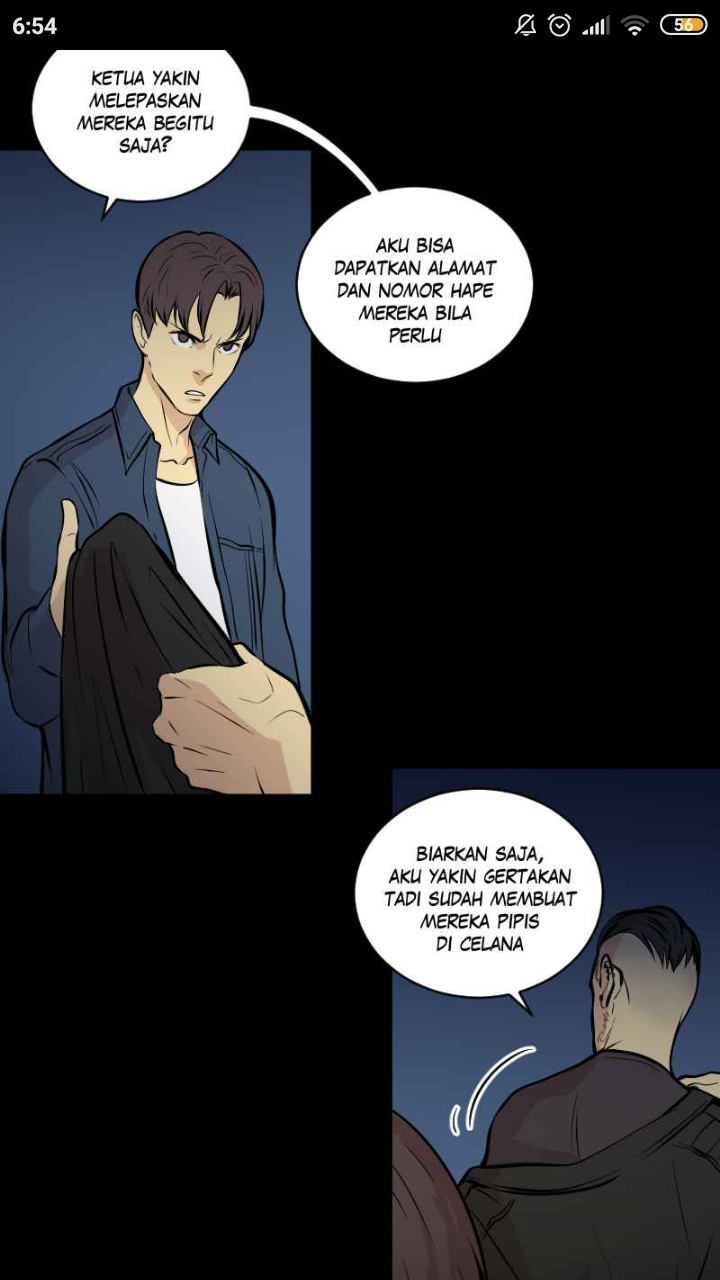 6:54
56
KETUA YAKIN
MELEPASKAN
MEREKA BEGITU
SAJA?
AKU BISA
DAPATKAN ALAMAT
DAN NOMOR HAPE
MEREKA BILA
PERLU
BIARKAN SAJA,
AKU YAKIN GERTAKAN
TADI SUDAH MEMBUAT
MEREKA PIPIS
DI CELANA